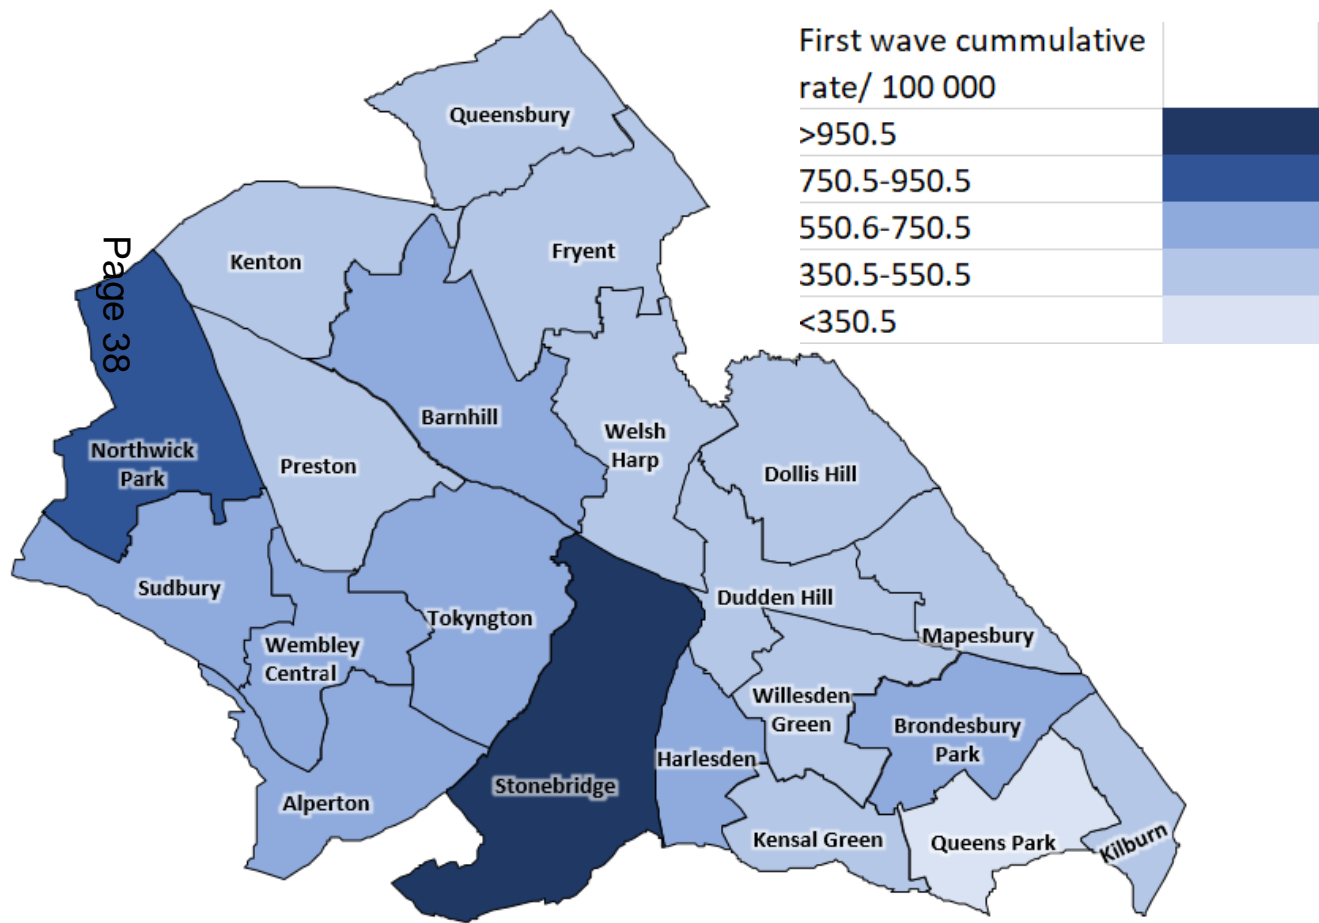 First wave cummulative
rate/ 100 000
>950.5
750.5-950.5
550.6-750.5
350.5-550.5
<350.5
Page 38
Queensbury
Kenton
Fryent
Barnhill
Welsh
Harp
Northwick
Park
Preston
Dollis Hill
Sudbury
Dudden Hill
Tokyngton
Mapesbury
Wembley
Central
Willesden
Green
Brondesbury
Park
Harlesden
Stonebridge
Alperton
Kensal Green
Queens Park
Kilburn